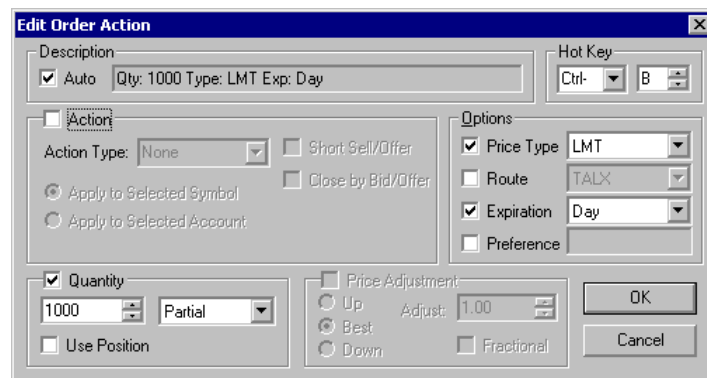 Edit Order Action
Description
Auto Qty: 1000 Type: LMT Exp: Day
Hot Key
Ctrl- B
Action
Action Type: None
Short Sell/Offer
Close by Bid/Offer
Apply to Selected Symbol
Apply to Selected Account
Options
Price Type LMT
Route TALX
Expiration Day
Preference
Quantity
1000 Partial
Use Position
Price Adjustment
Up
Best
Down
Adjust: 1.00
Fractional
OK
Cancel